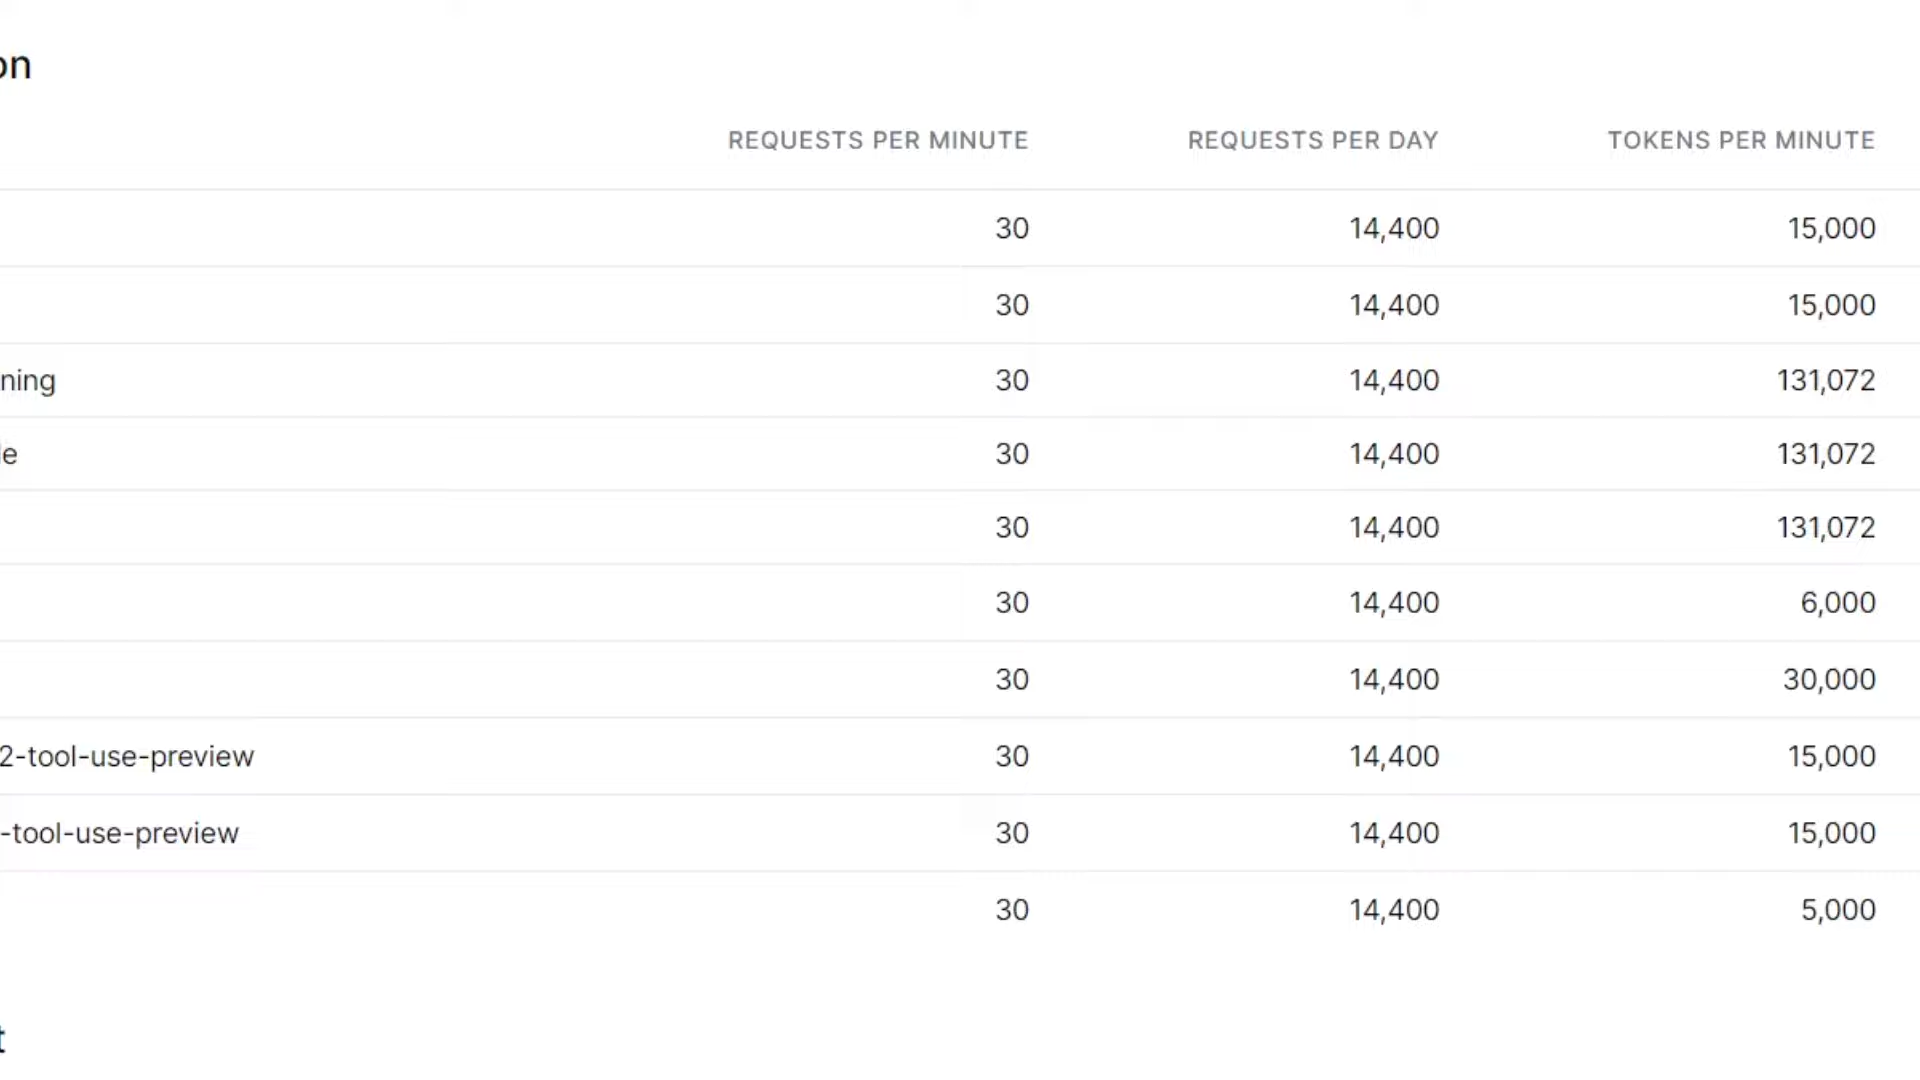 on
REQUESTS PER MINUTE REQUESTS PER DAY TOKENS PER MINUTE
30 14,400 15,000
30 14,400 15,000
ning 30 14,400 131,072
le 30 14,400 131,072
30 14,400 131,072
30 14,400 6,000
30 14,400 30,000
2-tool-use-preview 30 14,400 15,000
-tool-use-preview 30 14,400 15,000
30 14,400 5,000
t